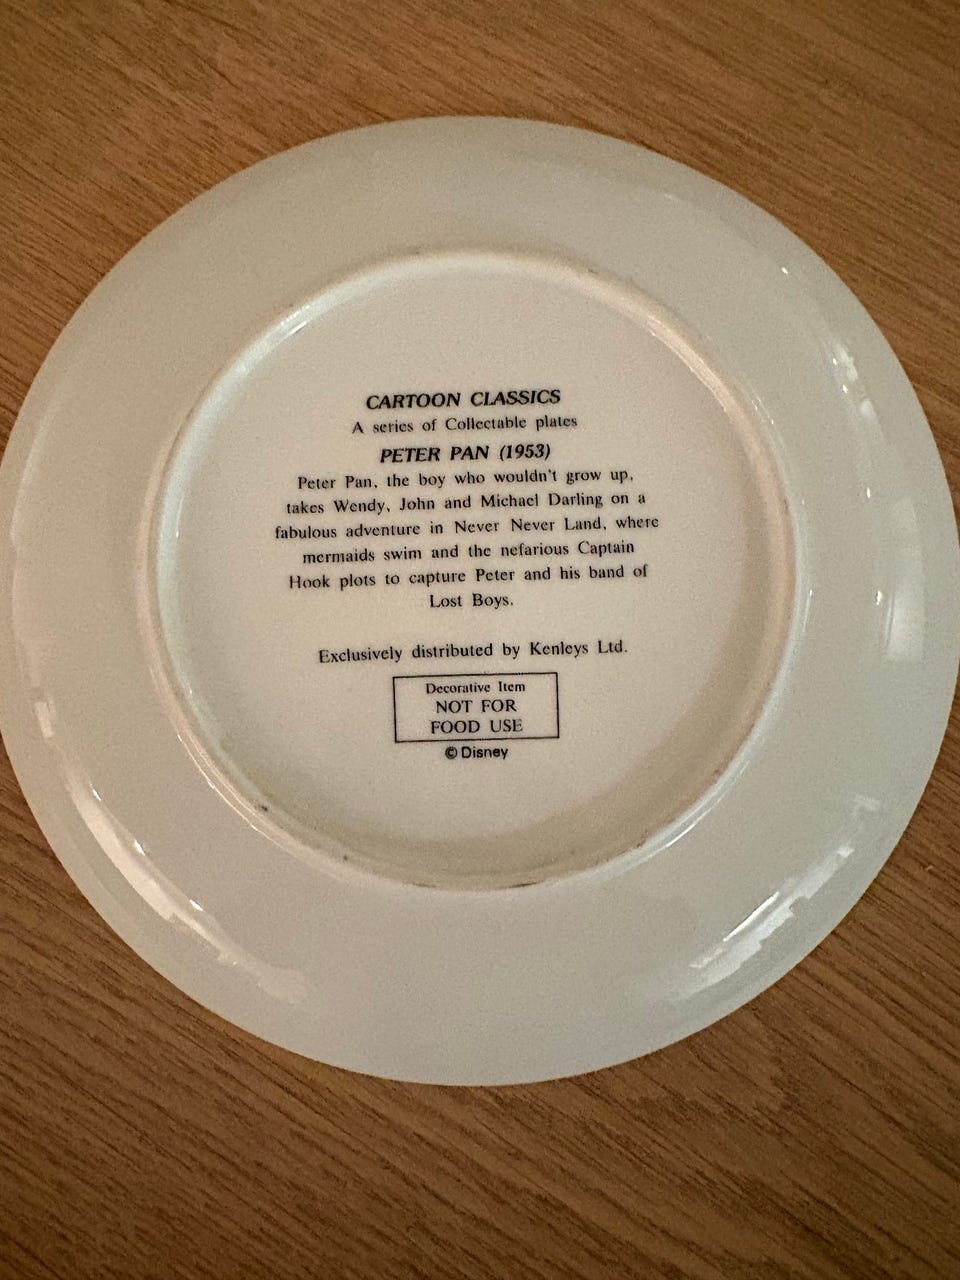 CARTOON CLASSICS
A series of Collectable plates
PETER PAN (1953)
Peter Pan, the boy who wouldn't grow up,
takes Wendy, John and Michael Darling on a
fabulous adventure in Never Never Land, where
mermaids swim and the nefarious Captain
Hook plots to capture Peter and his band of
Lost Boys.
Exclusively distributed by Kenleys Ltd.
Decorative Item
NOT FOR
FOOD USE
© Disney